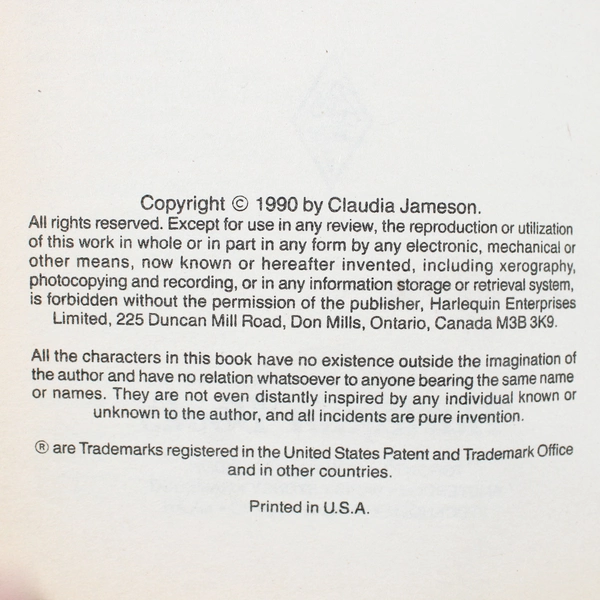 Copyright © 1990 by Claudia Jameson.
All rights reserved. Except for use in any review, the reproduction or utilization
of this work in whole or in part in any form by any electronic, mechanical or
other means, now known or hereafter invented, including xerography,
photocopying and recording, or in any information storage or retrieval system,
is forbidden without the permission of the publisher, Harlequin Enterprises
Limited, 225 Duncan Mill Road, Don Mills, Ontario, Canada M3B 3K9.
All the characters in this book have no existence outside the imagination of
the author and have no relation whatsoever to anyone bearing the same name
or names. They are not even distantly inspired by any individual known or
unknown to the author, and all incidents are pure invention.
® are Trademarks registered in the United States Patent and Trademark Office
and in other countries.
Printed in U.S.A.